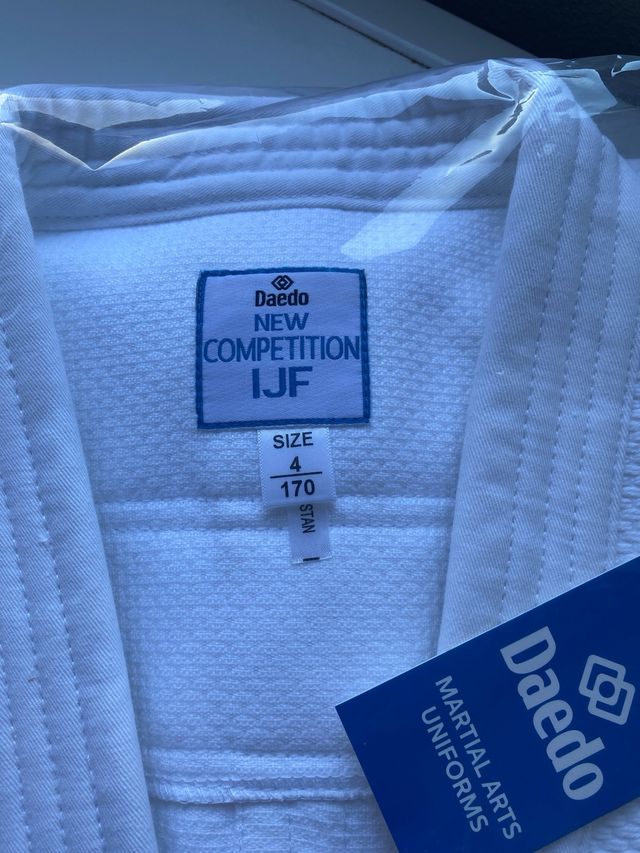 Daedo
NEW
COMPETITION
IJF
SIZE
4
170
STAN
Daedo
MARTIAL ARTS
UNIFORMS